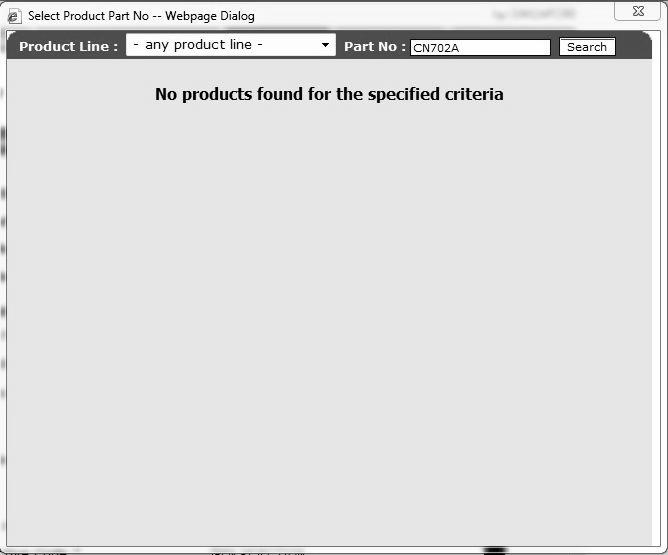 Select Product Part No -- Webpage Dialog
Product Line : - any product line - Part No : CN702A Search
No products found for the specified criteria